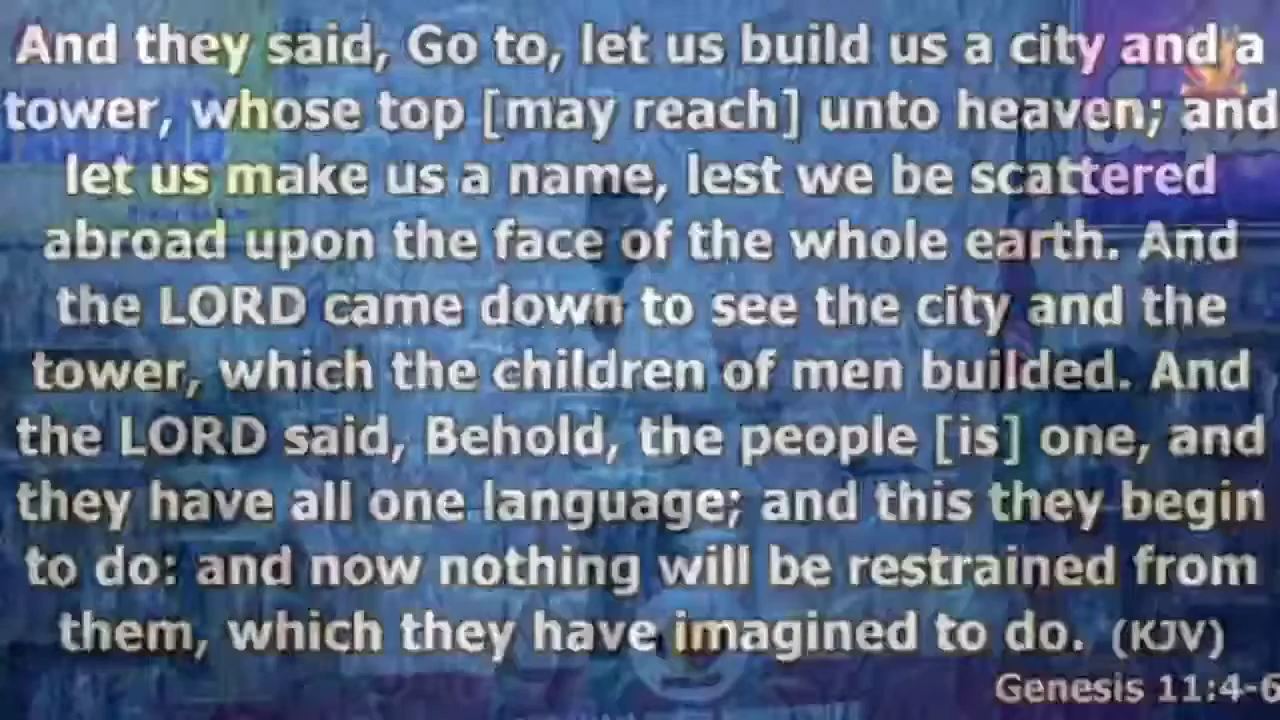 And they said, Go to, let us build us a city and a
tower, whose top [may reach] unto heaven; and
let us make us a name, lest we be scattered
abroad upon the face of the whole earth. And
the LORD came down to see the city and the
tower, which the children of men builded. And
the LORD said, Behold, the people [is] one, and
they have all one language; and this they begin
to do: and now nothing will be restrained from
them, which they have imagined to do. (KJV)
Genesis 11:4-6